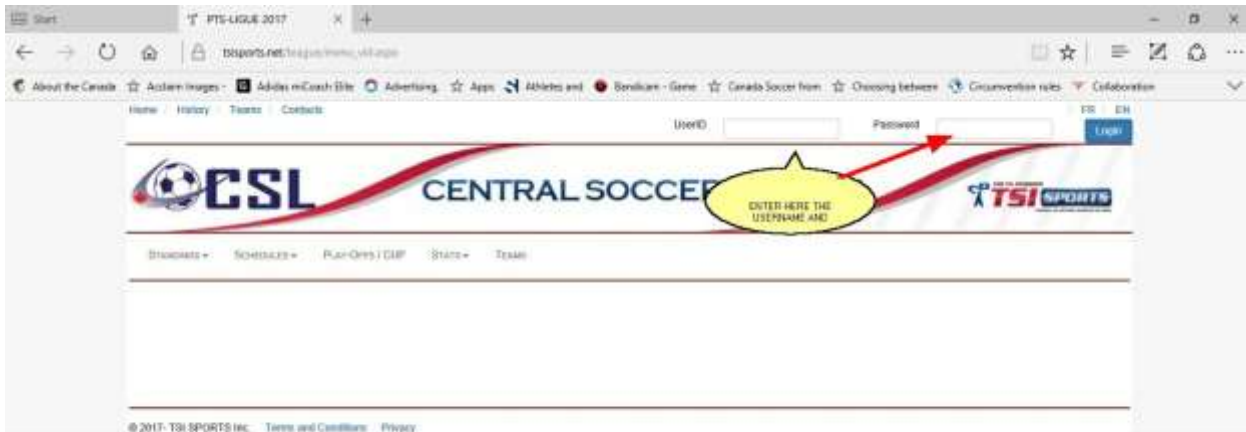 Start
PTS-LIGUE 2017
tsisports.net/league/menu_vld.aspx
About the Canada
Acclaim Images -
Adidas miCoach Elite
Advertising
Apps
Athletes and
Bandicam - Game
Canada Soccer from
Choosing between
Circumvention rules
Collaboration
Home
History
Teams
Contacts
FR
EN
UserID
Password
Login
CSL
CENTRAL SOCCER
TSI SPORTS
ENTER HERE THE
USERNAME AND
STANDINGS
SCHEDULES
PLAY-OFFS / CUP
STATS
TEAMS
© 2017- TSI SPORTS Inc.
Terms and Conditions
Privacy